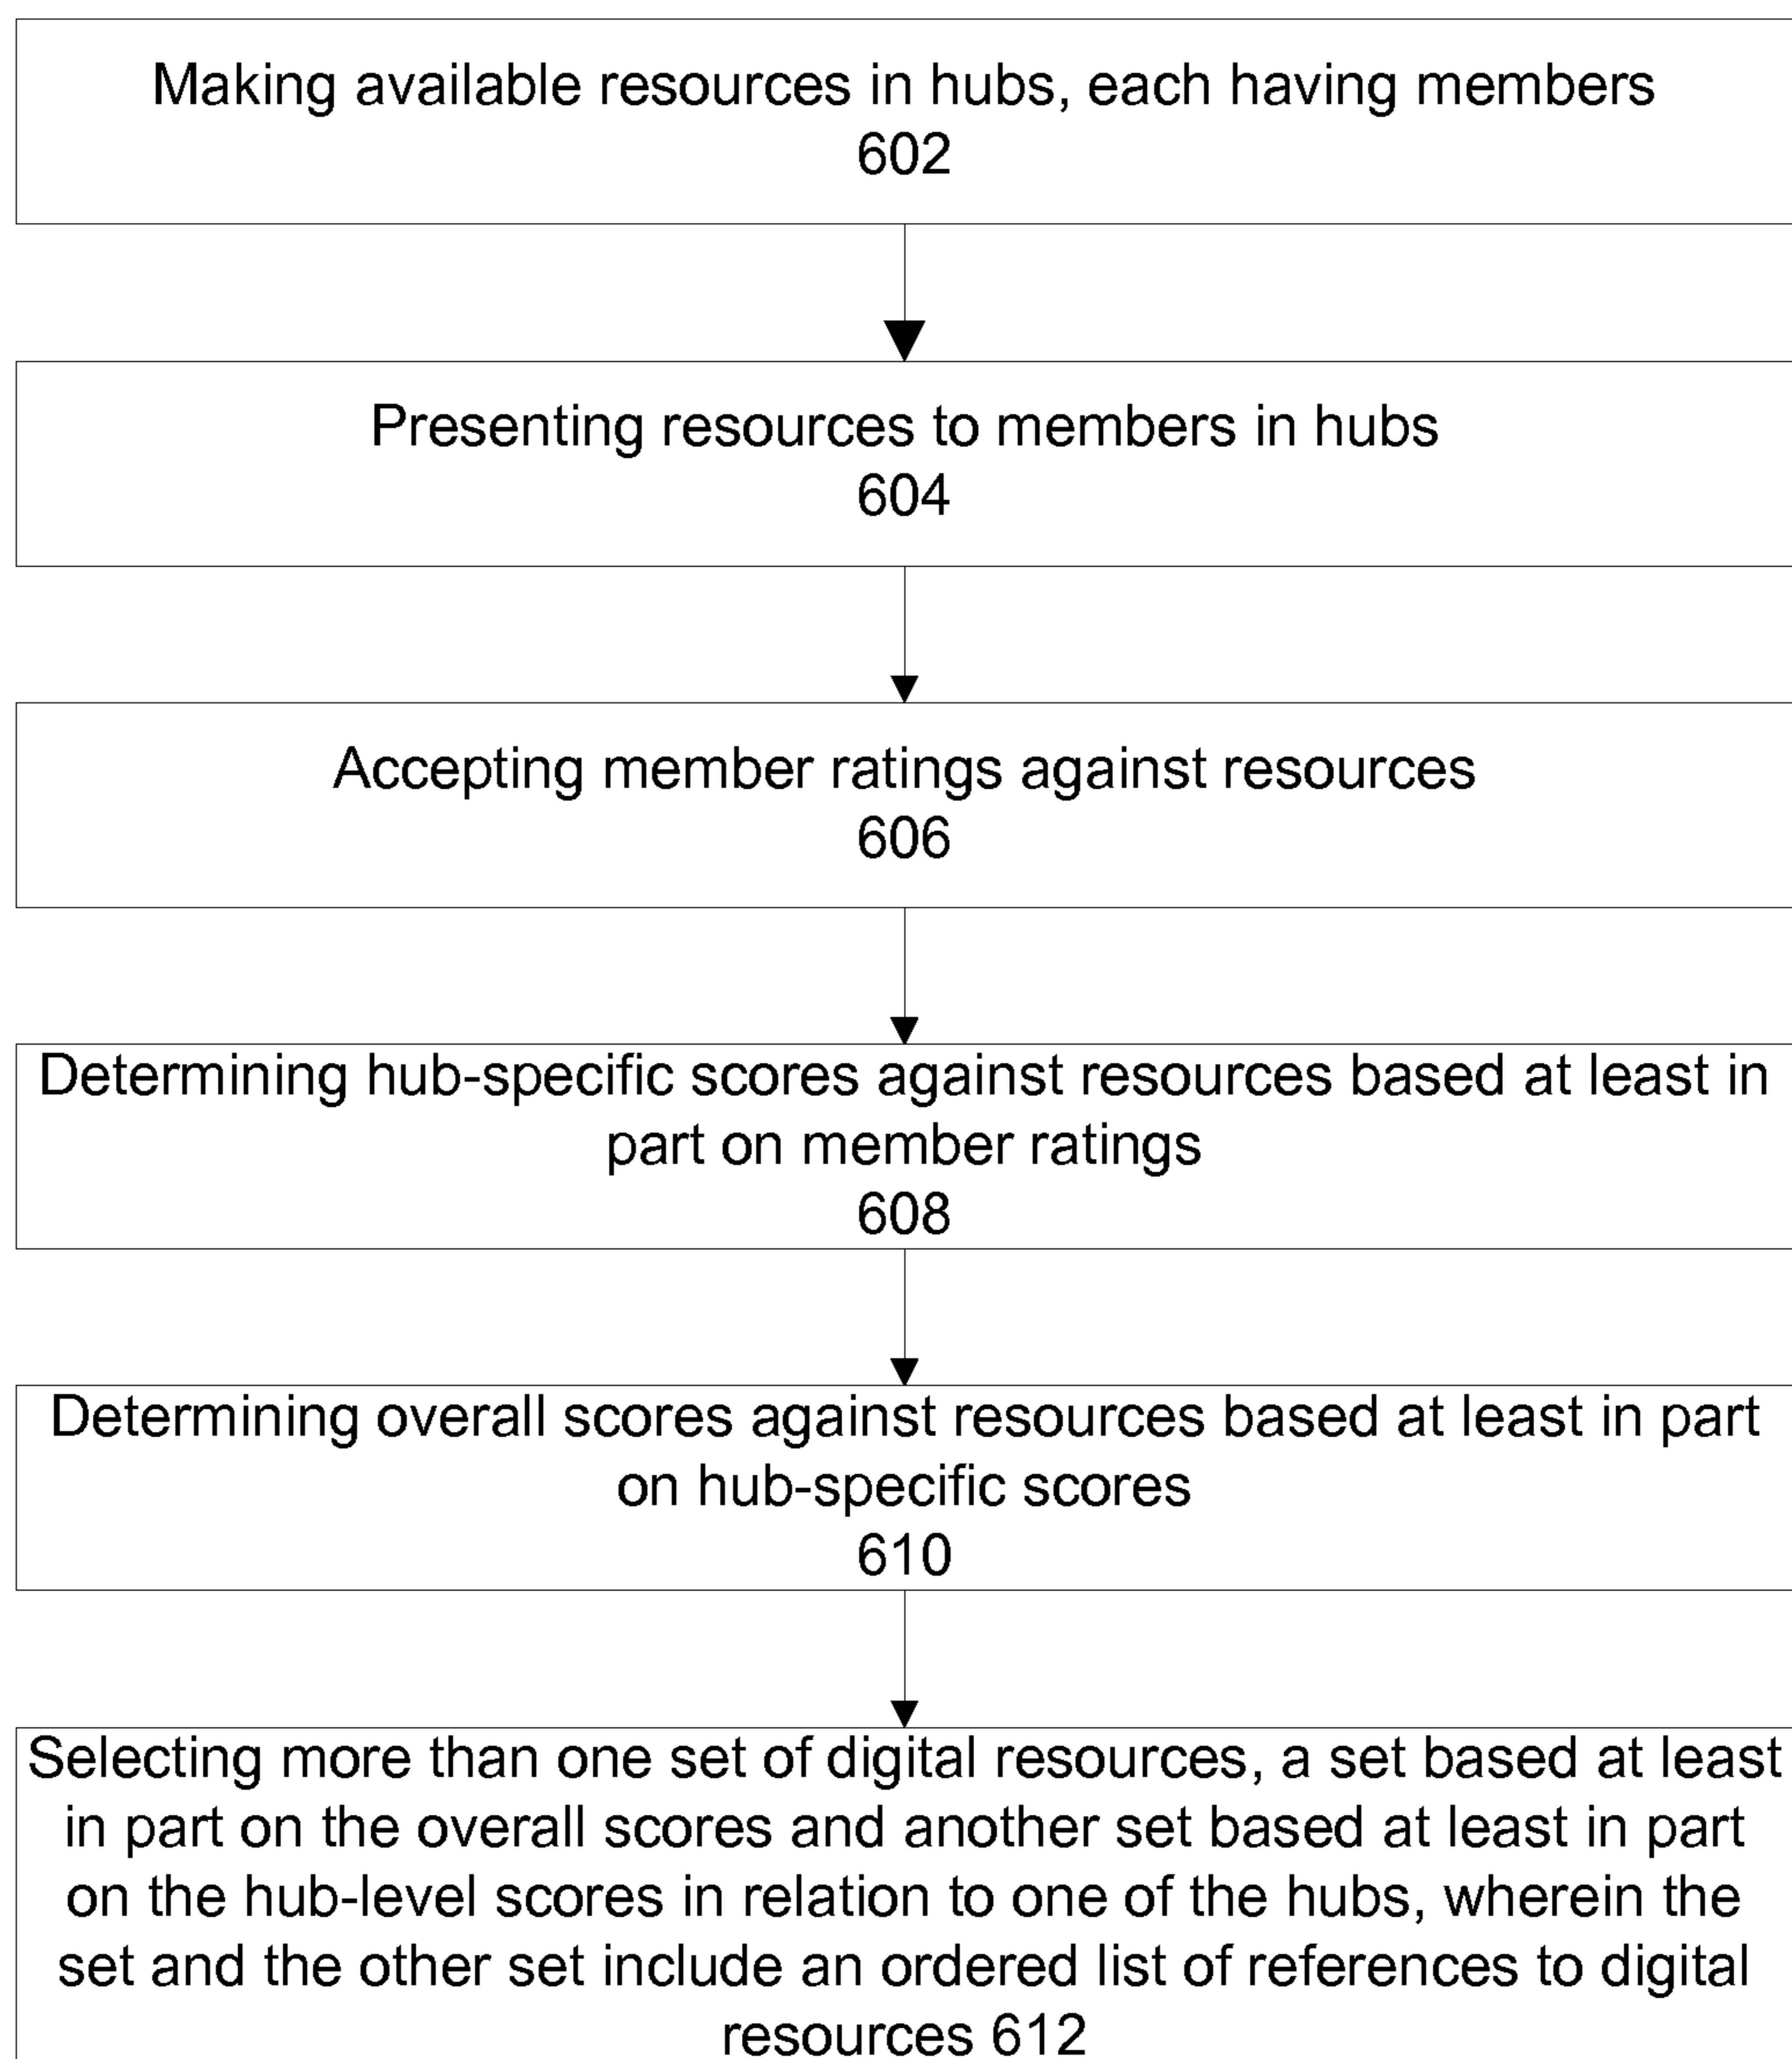 Making available resources in hubs, each having members
602
Presenting resources to members in hubs
604
Accepting member ratings against resources
606
Determining hub-specific scores against resources based at least in
part on member ratings
608
Determining overall scores against resources based at least in part
on hub-specific scores
610
Selecting more than one set of digital resources, a set based at least
in part on the overall scores and another set based at least in part
on the hub-level scores in relation to one of the hubs, wherein the
set and the other set include an ordered list of references to digital
resources 612